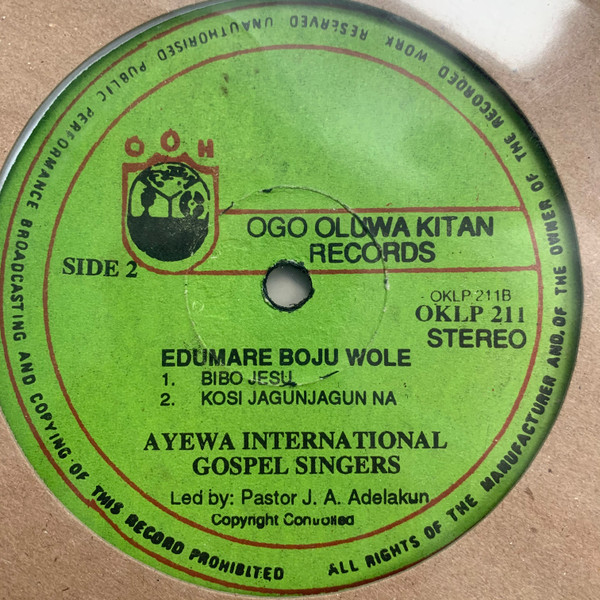 ALL RIGHTS OF THE MANUFACTURER AND, OF THE OWNER OF THE RECORDED WORK RESERVED UNAUTHORISED PUBLIC PERFORMANCE BROADCASTING AND COPYING OF THIS RECORD PROHIBITED
OOH
OGO OLUWA KITAN
RECORDS
SIDE 2
OKLP 211B
OKLP 211
STEREO
EDUMARE BOJU WOLE
1. BIBO JESU
2. KOSI JAGUNJAGUN NA
AYEWA INTERNATIONAL
GOSPEL SINGERS
Led by: Pastor J. A. Adelakun
Copyright Controlled